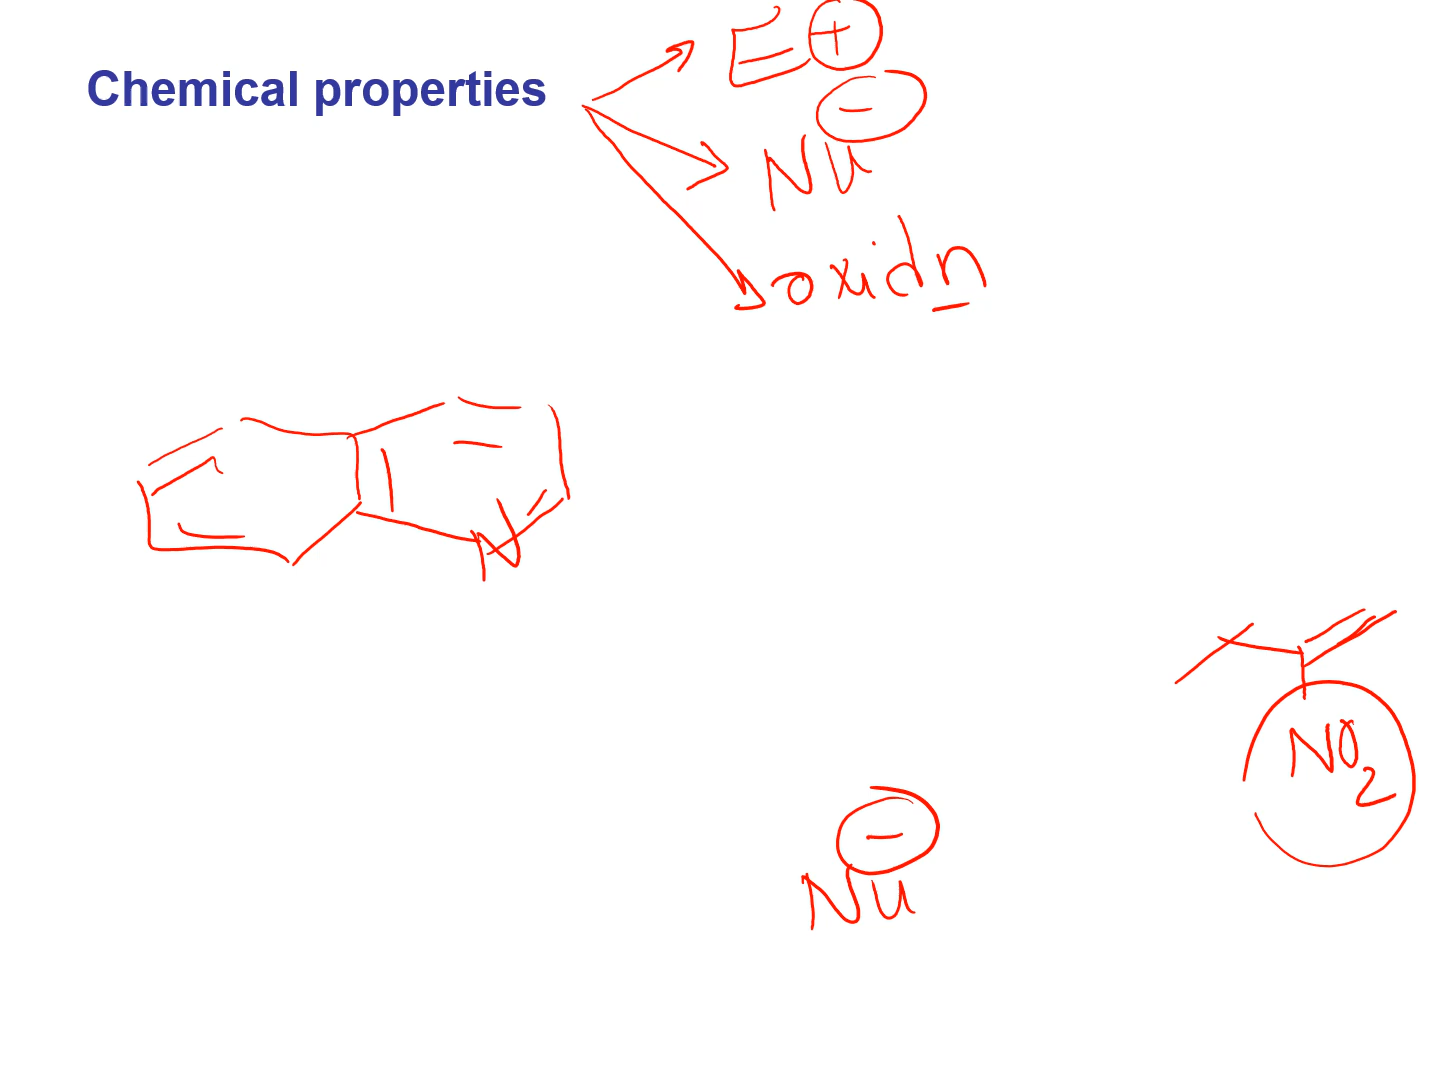 E+
Chemical properties
Nu−
oxidn
N
NO2
Nu−